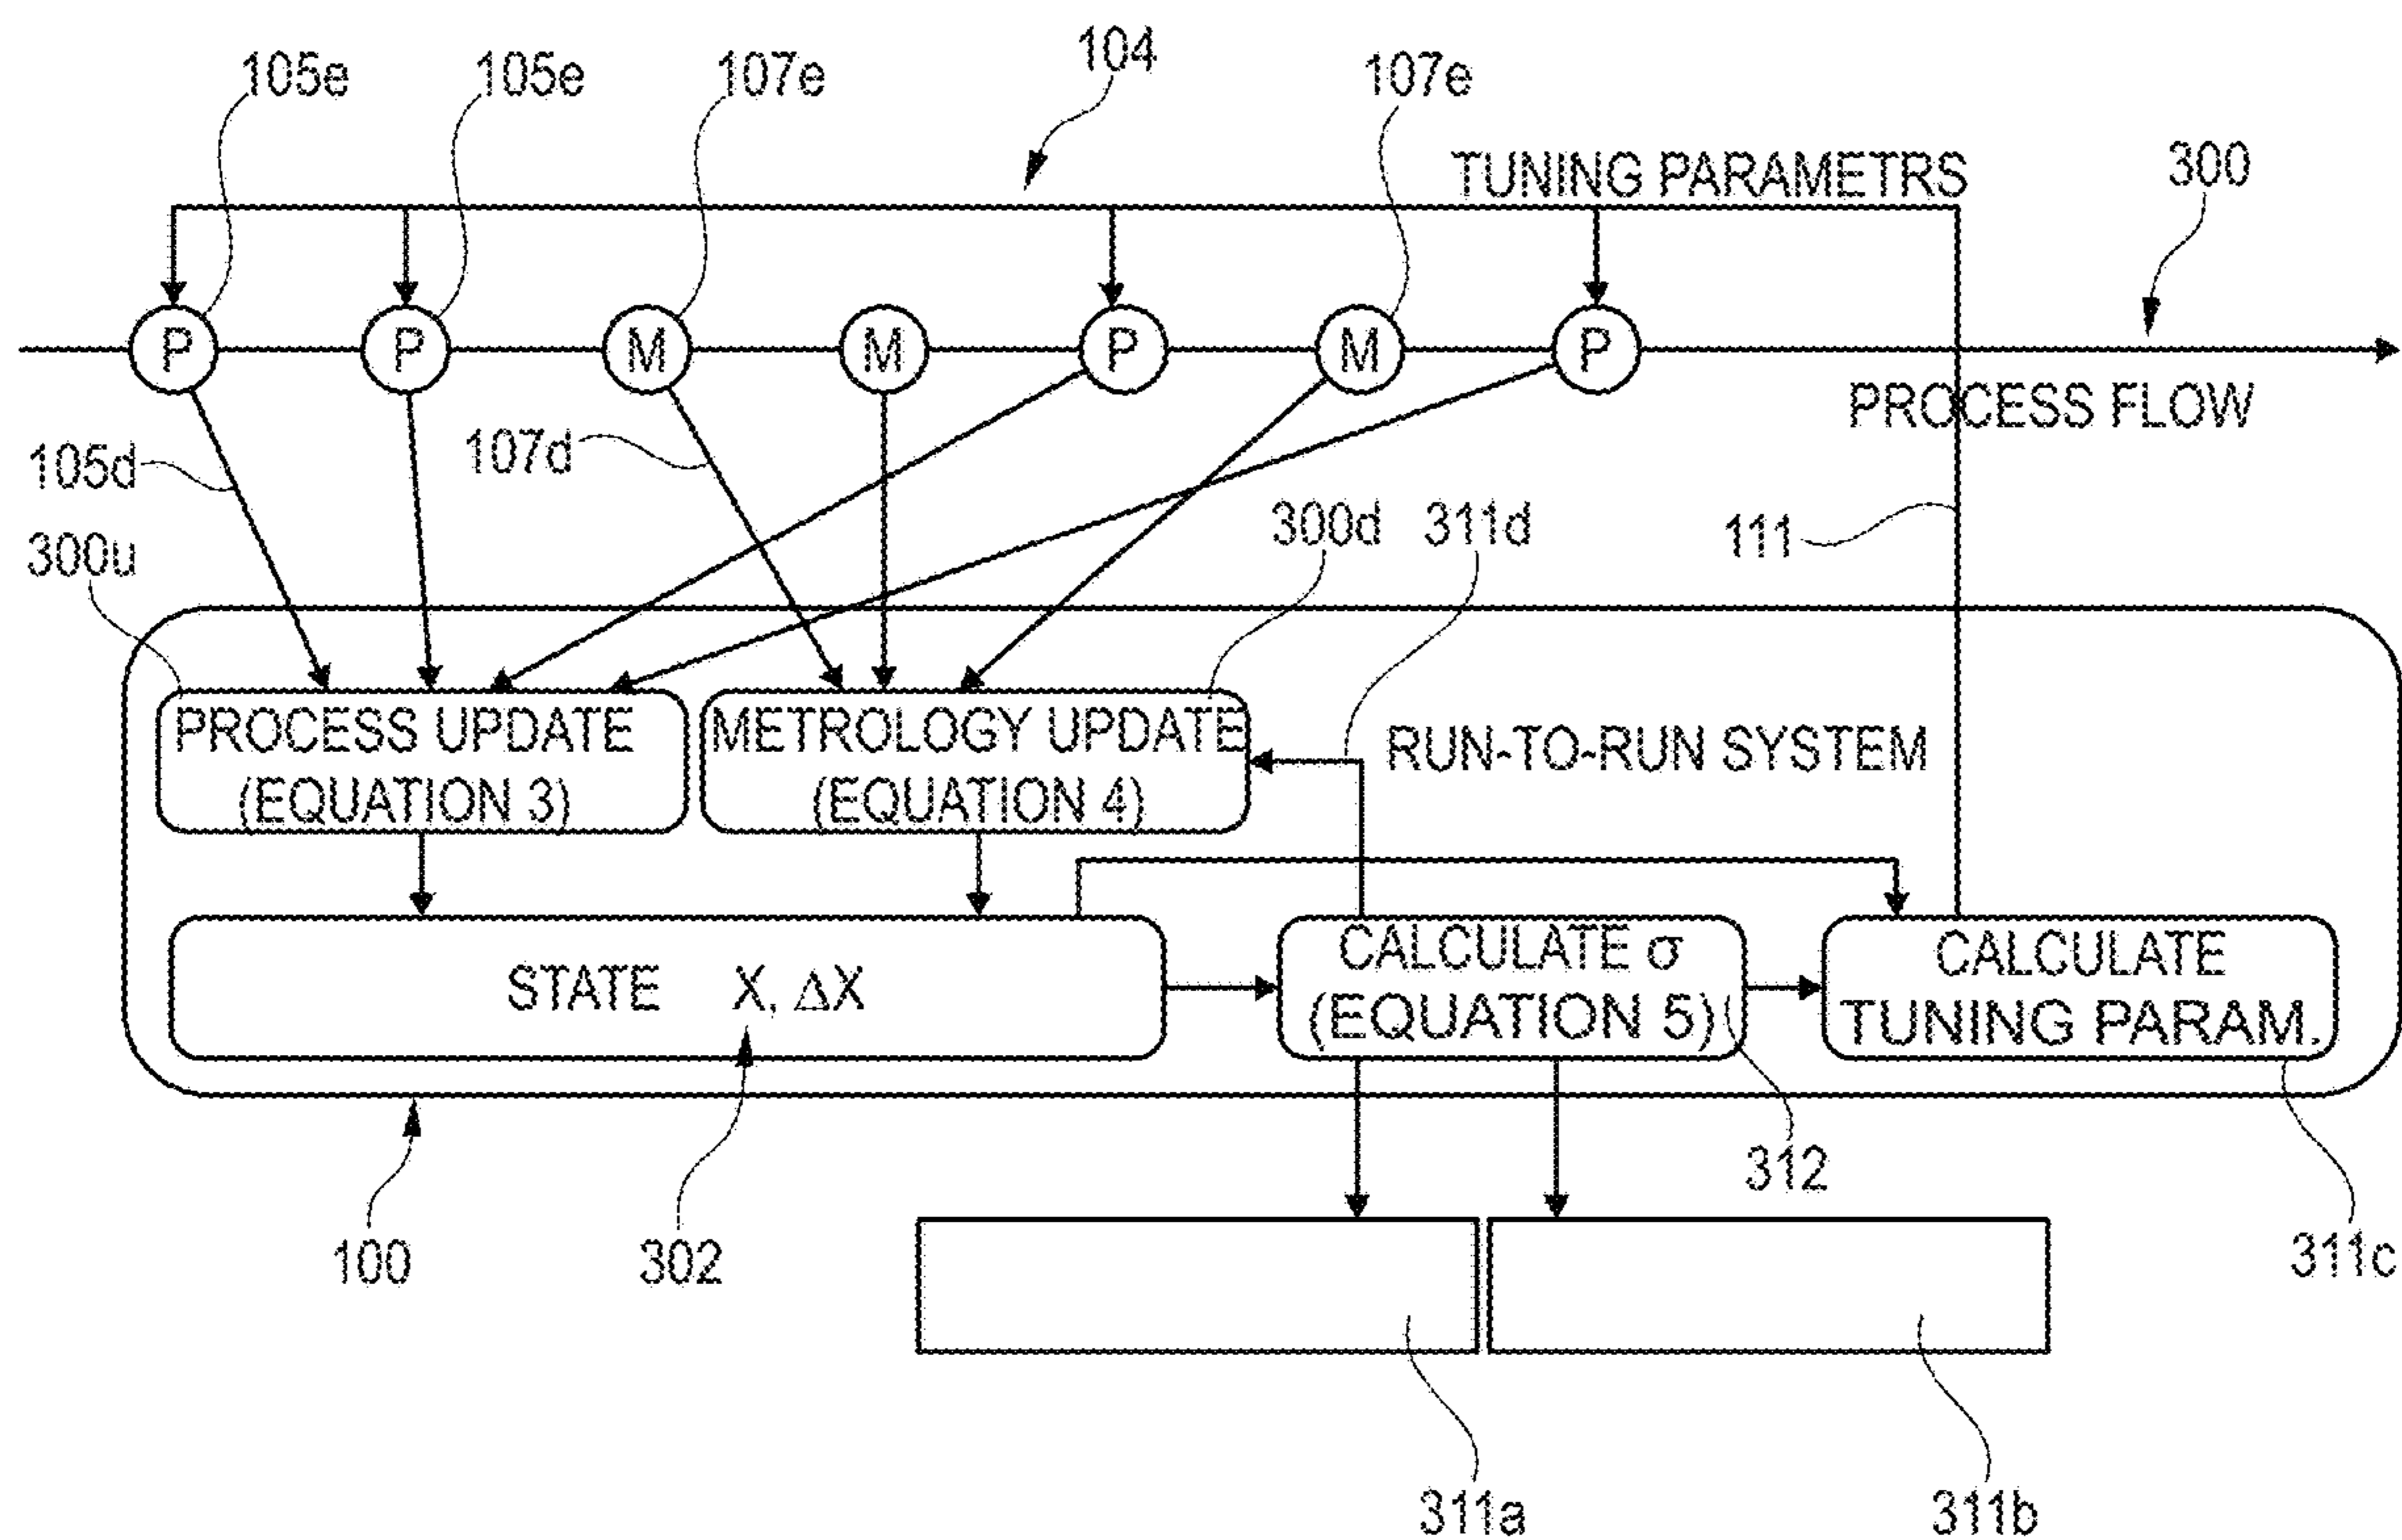 104
105e 105e 107e 107e
TUNING PARAMETRS
300
P P M M P M P
PROCESS FLOW
105d
107d
300d 311d
111
300u
PROCESS UPDATE
(EQUATION 3)
METROLOGY UPDATE
(EQUATION 4)
RUN-TO-RUN SYSTEM
STATE X, ΔX
CALCULATE σ
(EQUATION 5)
CALCULATE
TUNING PARAM.
312
100
302
311c
311a
311b